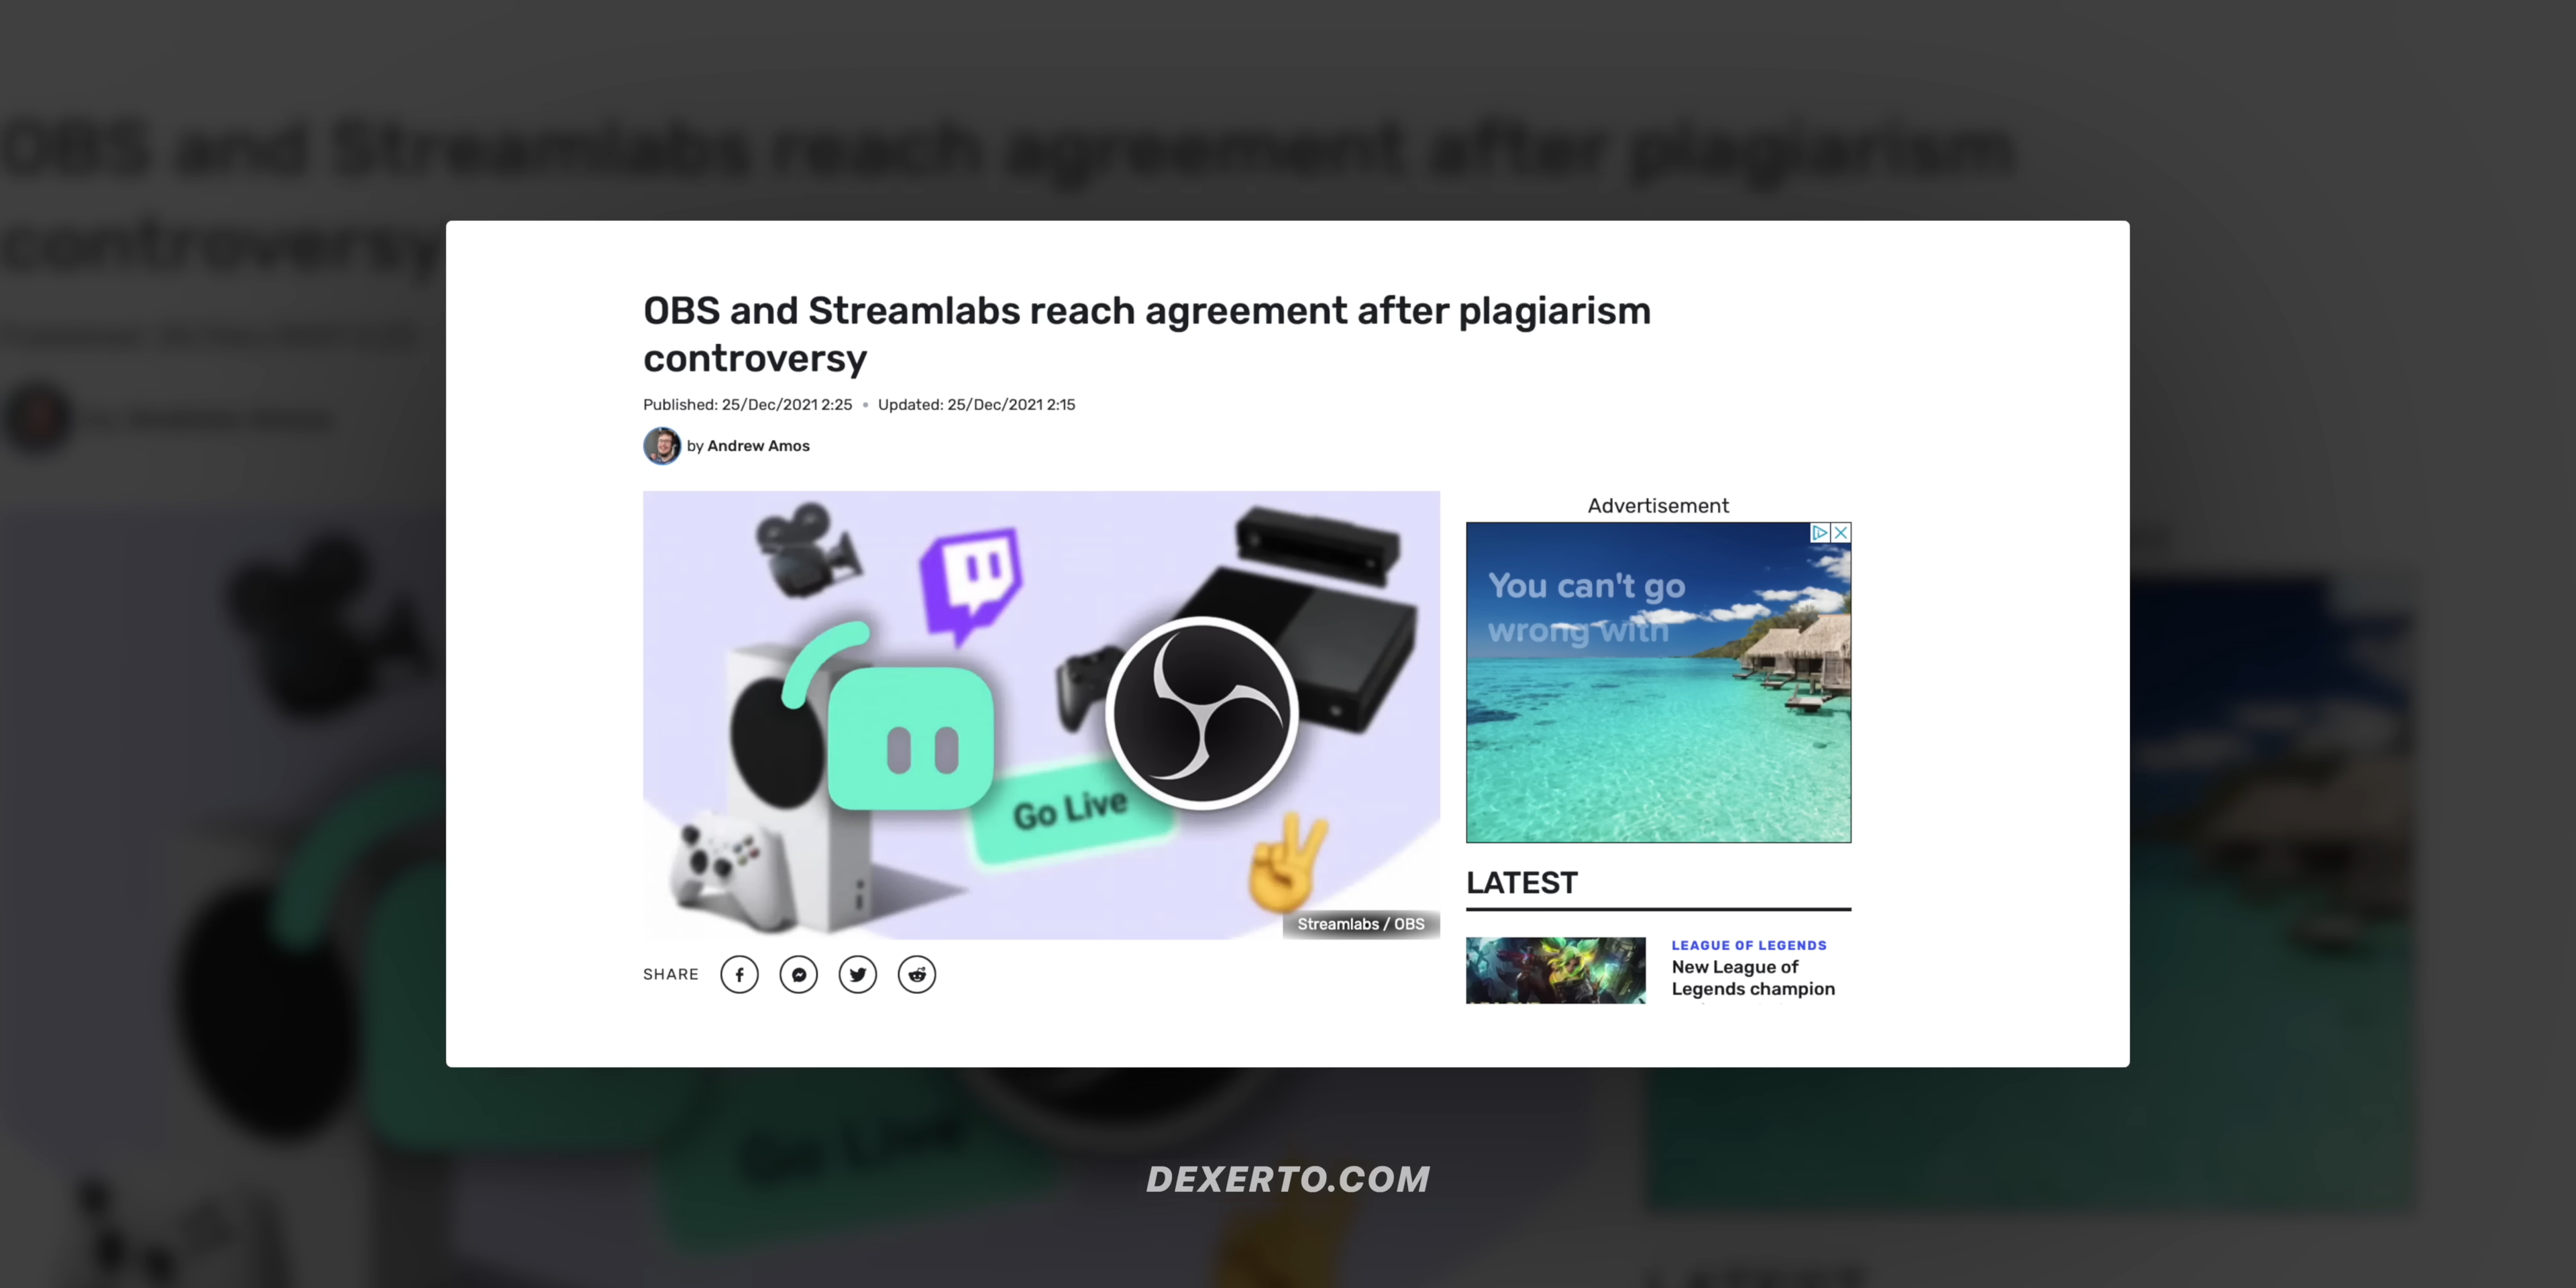 OBS and Streamlabs reach agreement after plagiarism
controversy
Published: 25/Dec/2021 2:25 • Updated: 25/Dec/2021 2:15
by Andrew Amos
Go Live
Streamlabs / OBS
SHARE
Advertisement
You can't go
wrong with
LATEST
LEAGUE OF LEGENDS
New League of
Legends champion
DEXERTO.COM